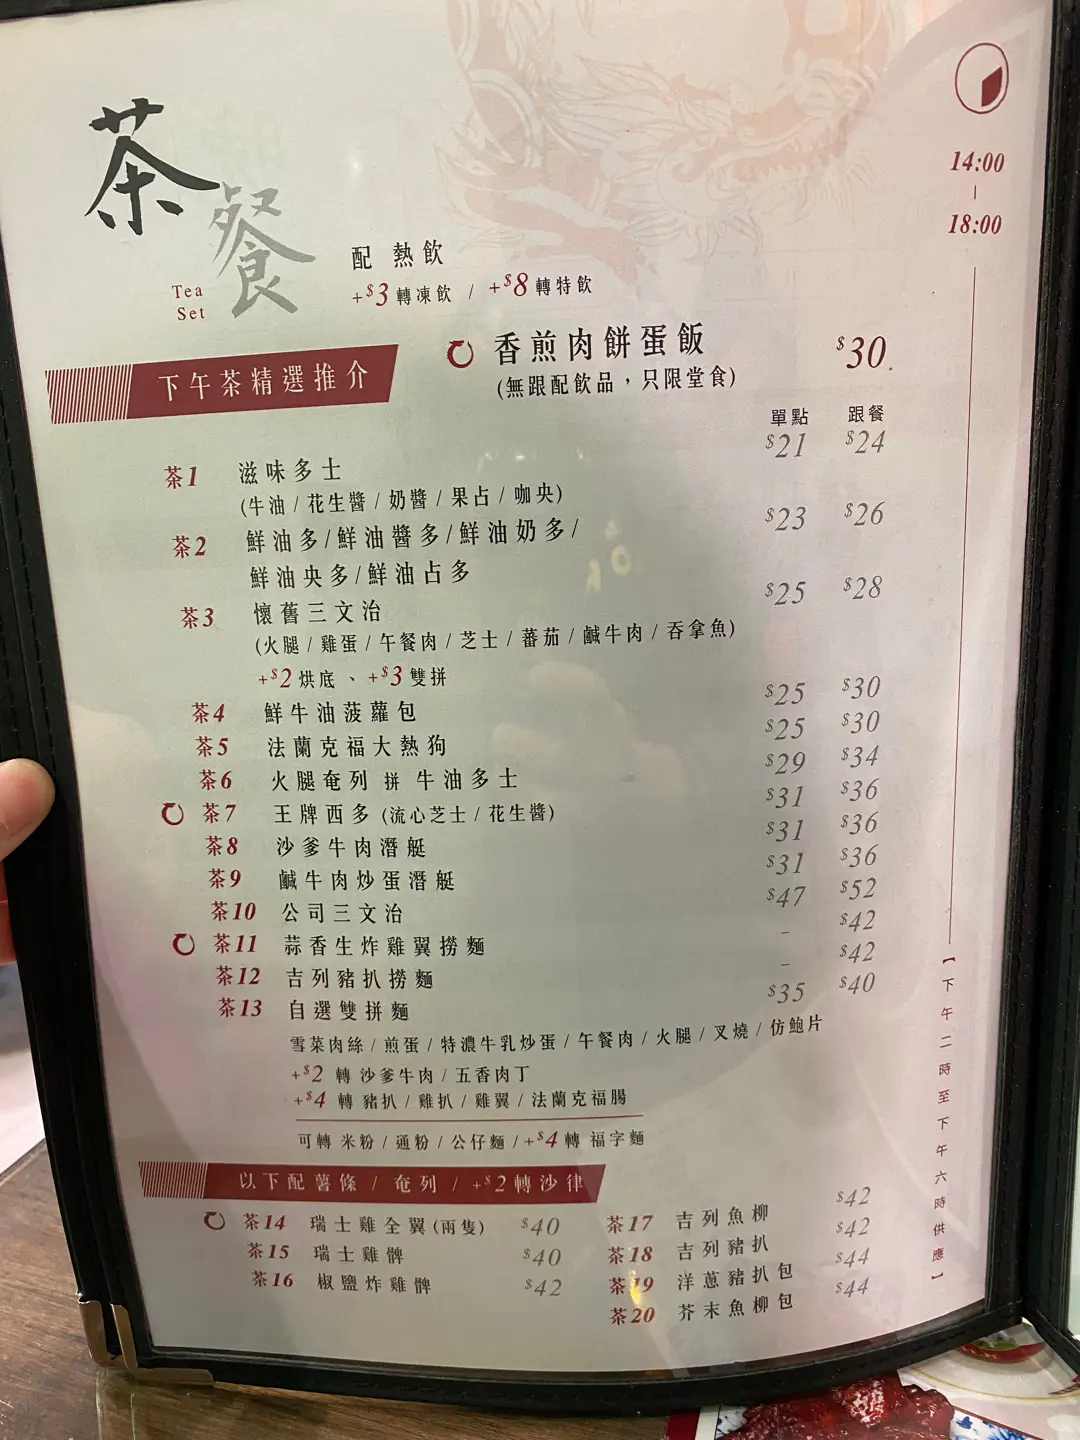 茶餐
Tea
Set
14:00
|
18:00
配 熱飲
+$3轉凍飲 / +$8轉特飲
下午茶精選推介
香煎肉餅蛋飯 $30
(無跟配飲品，只限堂食)
單點 跟餐
茶1 滋味多士 $21 $24
(牛油 / 花生醬 / 奶醬 / 果占 / 咖央)
茶2 鮮油多/鮮油醬多/鮮油奶多/ $23 $26
鮮油央多/鮮油占多
茶3 懷舊三文治 $25 $28
(火腿 / 雞蛋 / 午餐肉 / 芝士 / 蕃茄 / 鹹牛肉 / 吞拿魚)
+$2烘底 、 +$3雙拼
茶4 鮮牛油菠蘿包 $25 $30
茶5 法蘭克福大熱狗 $25 $30
茶6 火腿奄列 拼 牛油多士 $29 $34
茶7 王牌西多 (流心芝士 / 花生醬) $31 $36
茶8 沙爹牛肉潛艇 $31 $36
茶9 鹹牛肉炒蛋潛艇 $31 $36
茶10 公司三文治 $47 $52
茶11 蒜香生炸雞翼撈麵 – $42
茶12 吉列豬扒撈麵 – $42
茶13 自選雙拼麵 $35 $40
雪菜肉絲 / 煎蛋 / 特濃牛乳炒蛋 / 午餐肉 / 火腿 / 叉燒 / 仿鮑片
+$2 轉 沙爹牛肉 / 五香肉丁
+$4 轉 豬扒 / 雞扒 / 雞翼 / 法蘭克福腸
可轉 米粉 / 通粉 / 公仔麵 / +$4 轉 福字麵
以下配薯條 / 奄列 / +$2轉沙律
茶14 瑞士雞全翼(兩隻) $40
茶15 瑞士雞髀 $40
茶16 椒鹽炸雞髀 $42
茶17 吉列魚柳 $42
茶18 吉列豬扒 $42
茶19 洋蔥豬扒包 $44
茶20 芥末魚柳包 $44
【下午二時至下午六時供應】